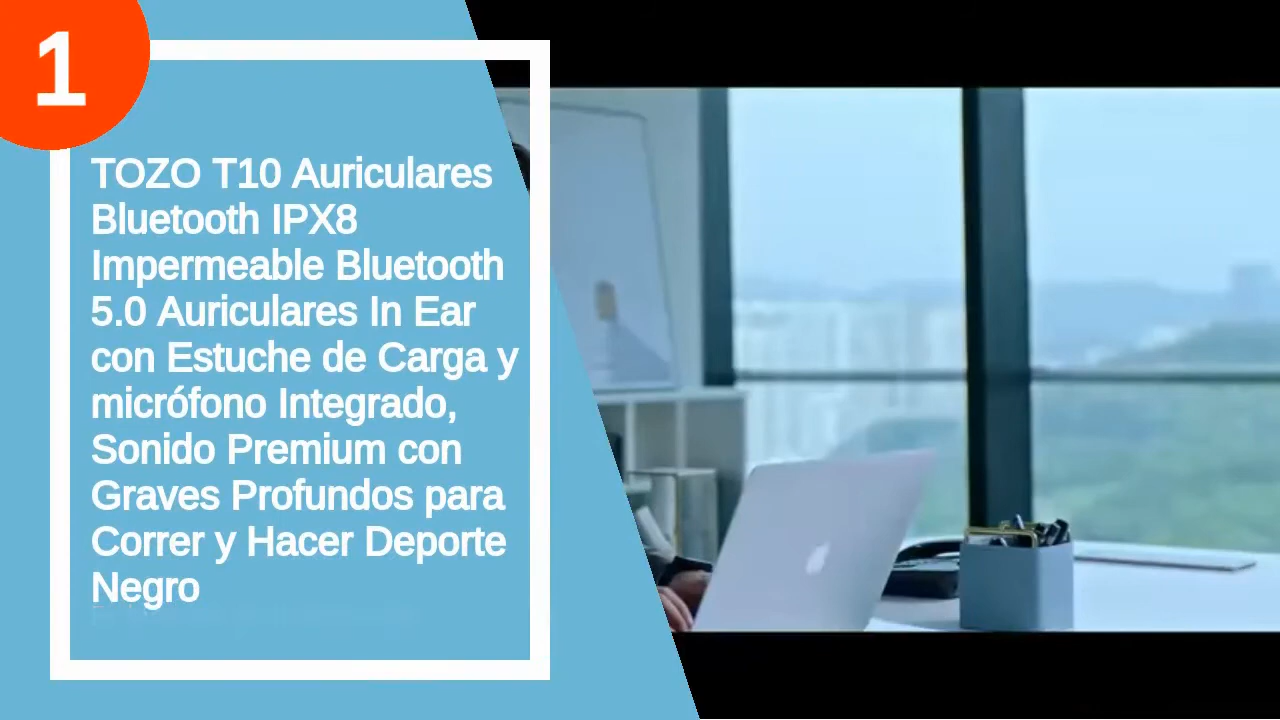 1
TOZO T10 Auriculares
Bluetooth IPX8
Impermeable Bluetooth
5.0 Auriculares In Ear
con Estuche de Carga y
micrófono Integrado,
Sonido Premium con
Graves Profundos para
Correr y Hacer Deporte
Negro